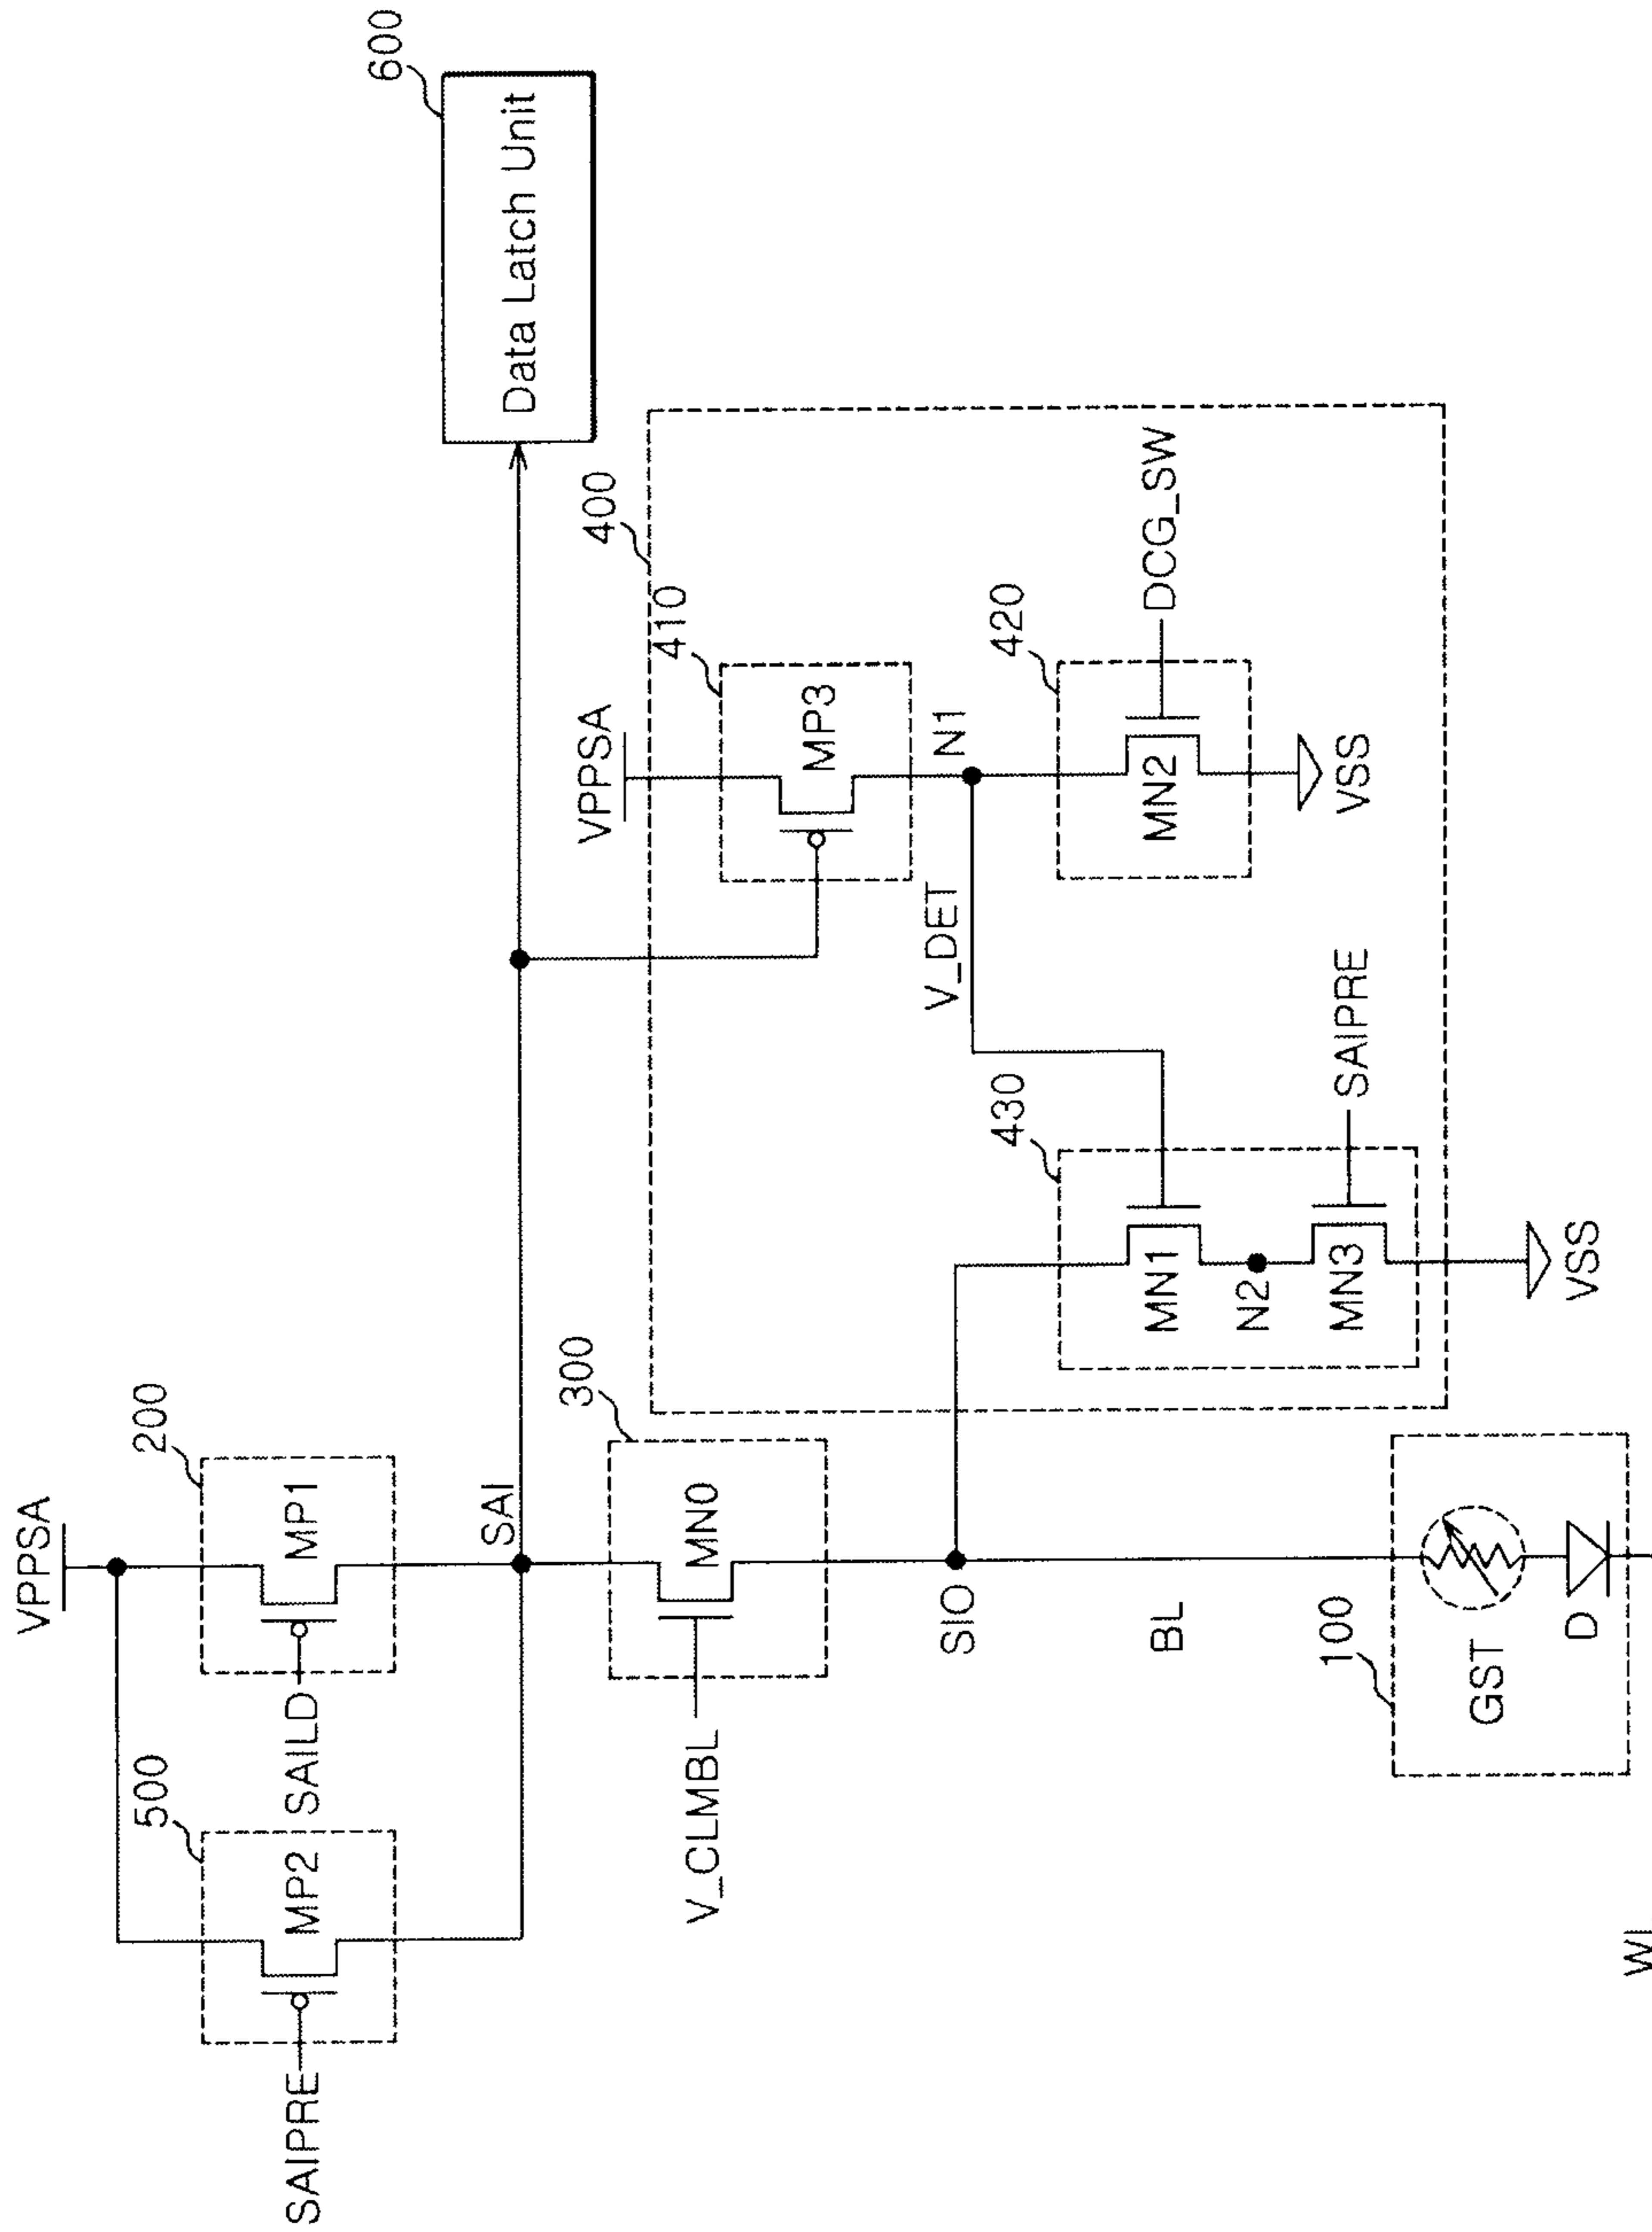 VPPSA
500
200
SAIPRE
MP2
SAILD
MP1
600
SAI
Data Latch Unit
300
VPPSA
400
410
V_CLMBL
MN0
MP3
SIO
V_DET
N1
430
420
BL
MN1
MN2
DCG_SW
N2
100
MN3
SAIPRE
VSS
GST
D
VSS